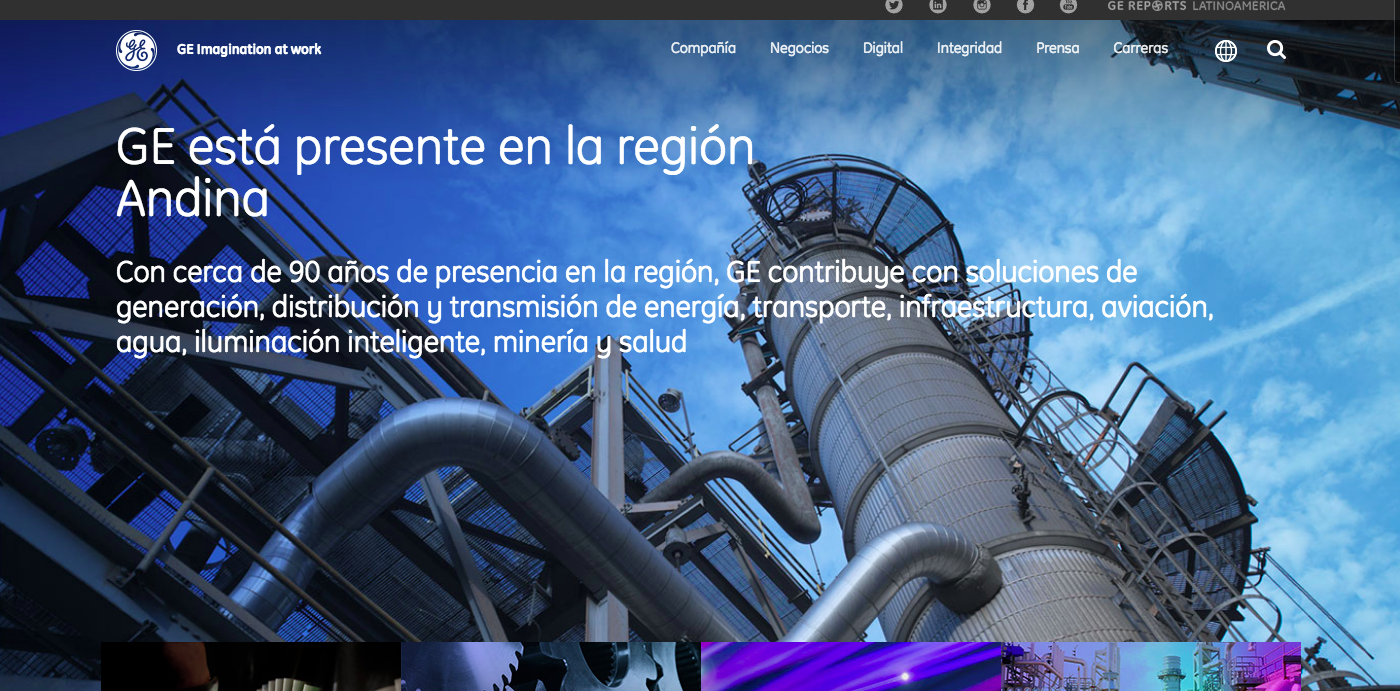 GE REPORTS LATINOAMERICA
GE Imagination at work
Compañía Negocios Digital Integridad Prensa Carreras
GE está presente en la región
Andina
Con cerca de 90 años de presencia en la región, GE contribuye con soluciones de
generación, distribución y transmisión de energía, transporte, infraestructura, aviación,
agua, iluminación inteligente, minería y salud